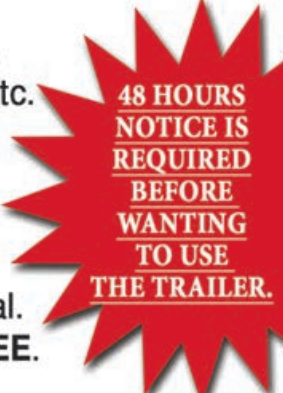 tc.
48 HOURS
NOTICE IS
REQUIRED
BEFORE
WANTING
TO USE
THE TRAILER.
al.
EE.